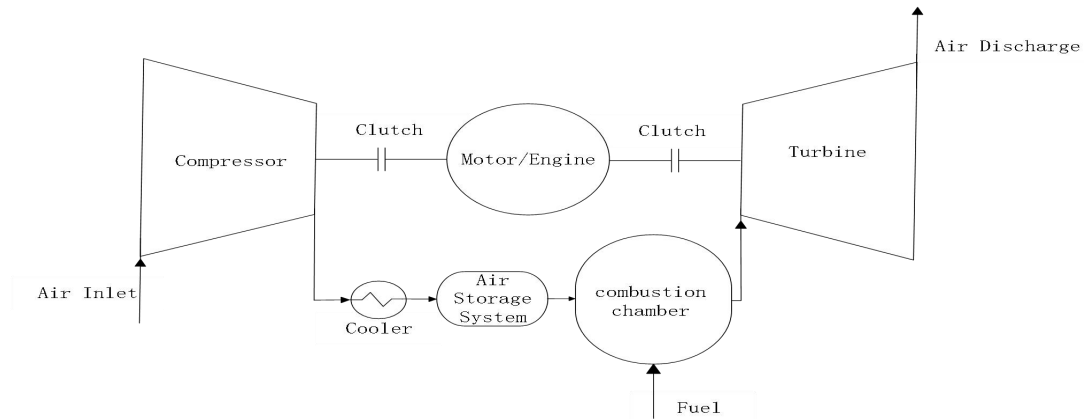 Air Discharge
Clutch
Clutch
Compressor
Motor/Engine
Turbine
Air Inlet
Cooler
Air
Storage
System
combustion
chamber
Fuel